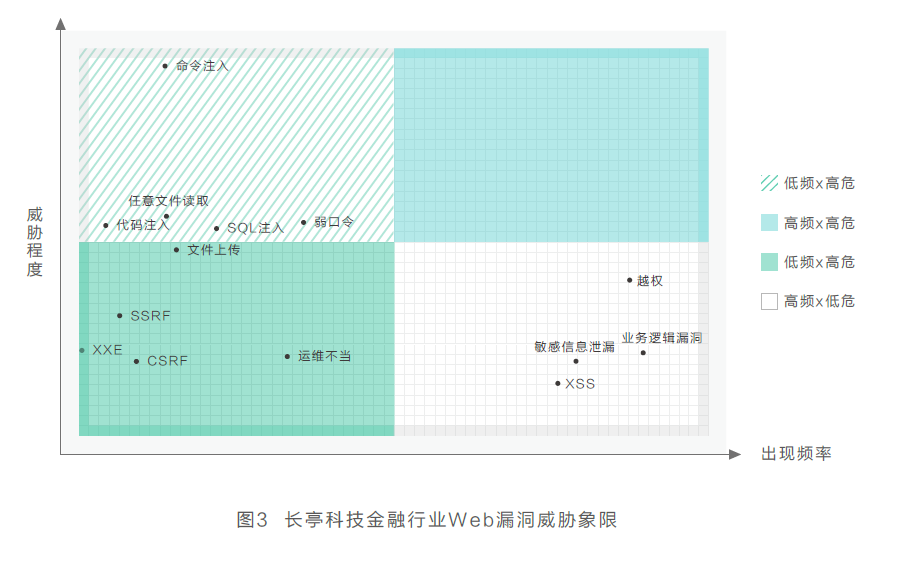 命令注入
任意文件读取
代码注入
SQL注入
弱口令
文件上传
越权
SSRF
业务逻辑漏洞
敏感信息泄漏
XXE
CSRF
运维不当
XSS
威胁程度
低频x高危
高频x高危
低频x高危
高频x低危
出现频率
图3 长亭科技金融行业Web漏洞威胁象限